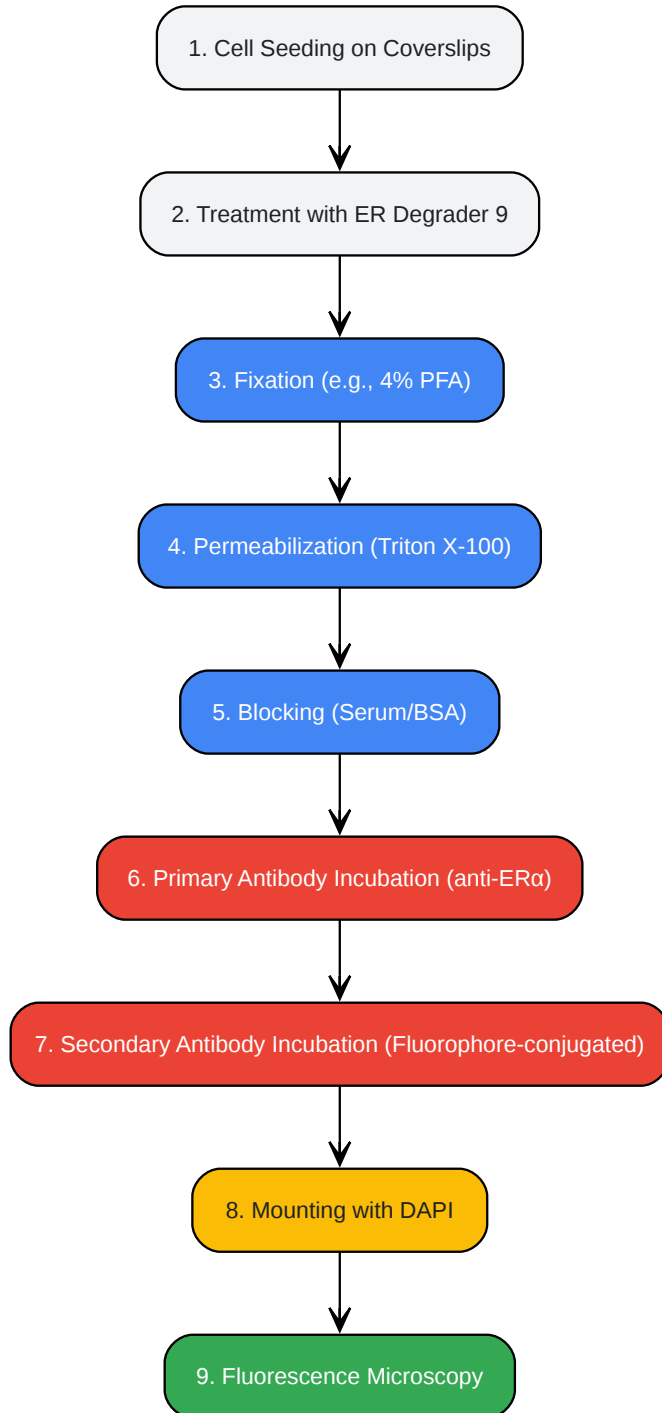 1. Cell Seeding on Coverslips
2. Treatment with ER Degrader 9
3. Fixation (e.g., 4% PFA)
4. Permeabilization (Triton X-100)
5. Blocking (Serum/BSA)
6. Primary Antibody Incubation (anti-ERα)
7. Secondary Antibody Incubation (Fluorophore-conjugated)
8. Mounting with DAPI
9. Fluorescence Microscopy